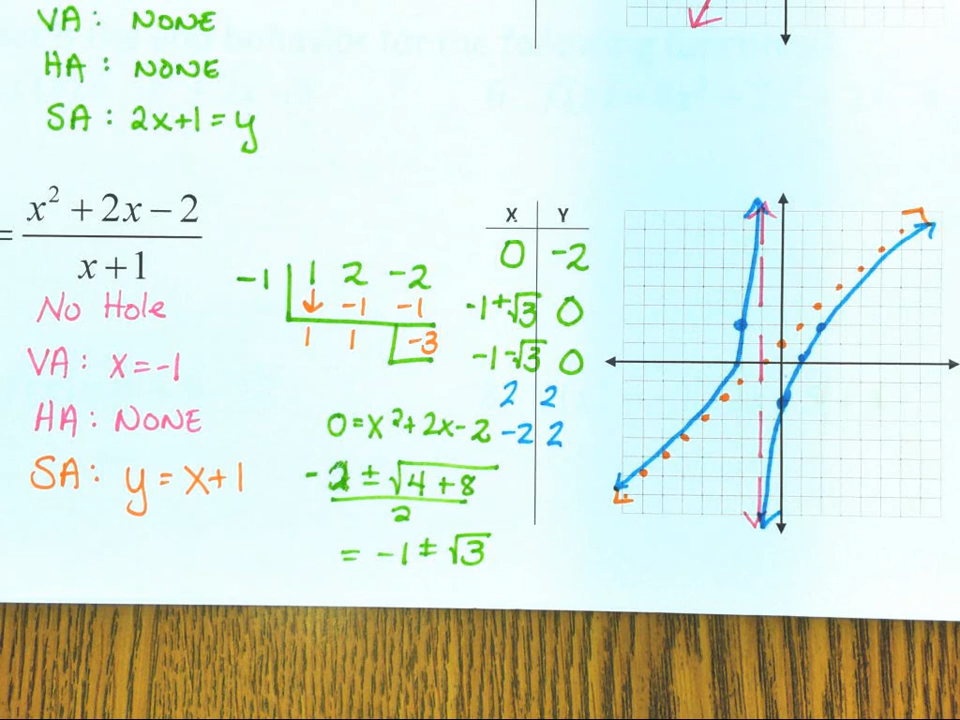 VA: NONE
HA: NONE
SA: 2x+1=y
= x² + 2x − 2 / x + 1
No Hole
VA: x=-1
HA: NONE
SA: y = x+1
-1 | 1 2 -2
↓ -1 -1
1 1 | -3
0=x²+2x-2
-2 ± √4+8 / 2
= -1 ± √3
X Y
0 -2
-1+√3 0
-1-√3 0
2 2
-2 2